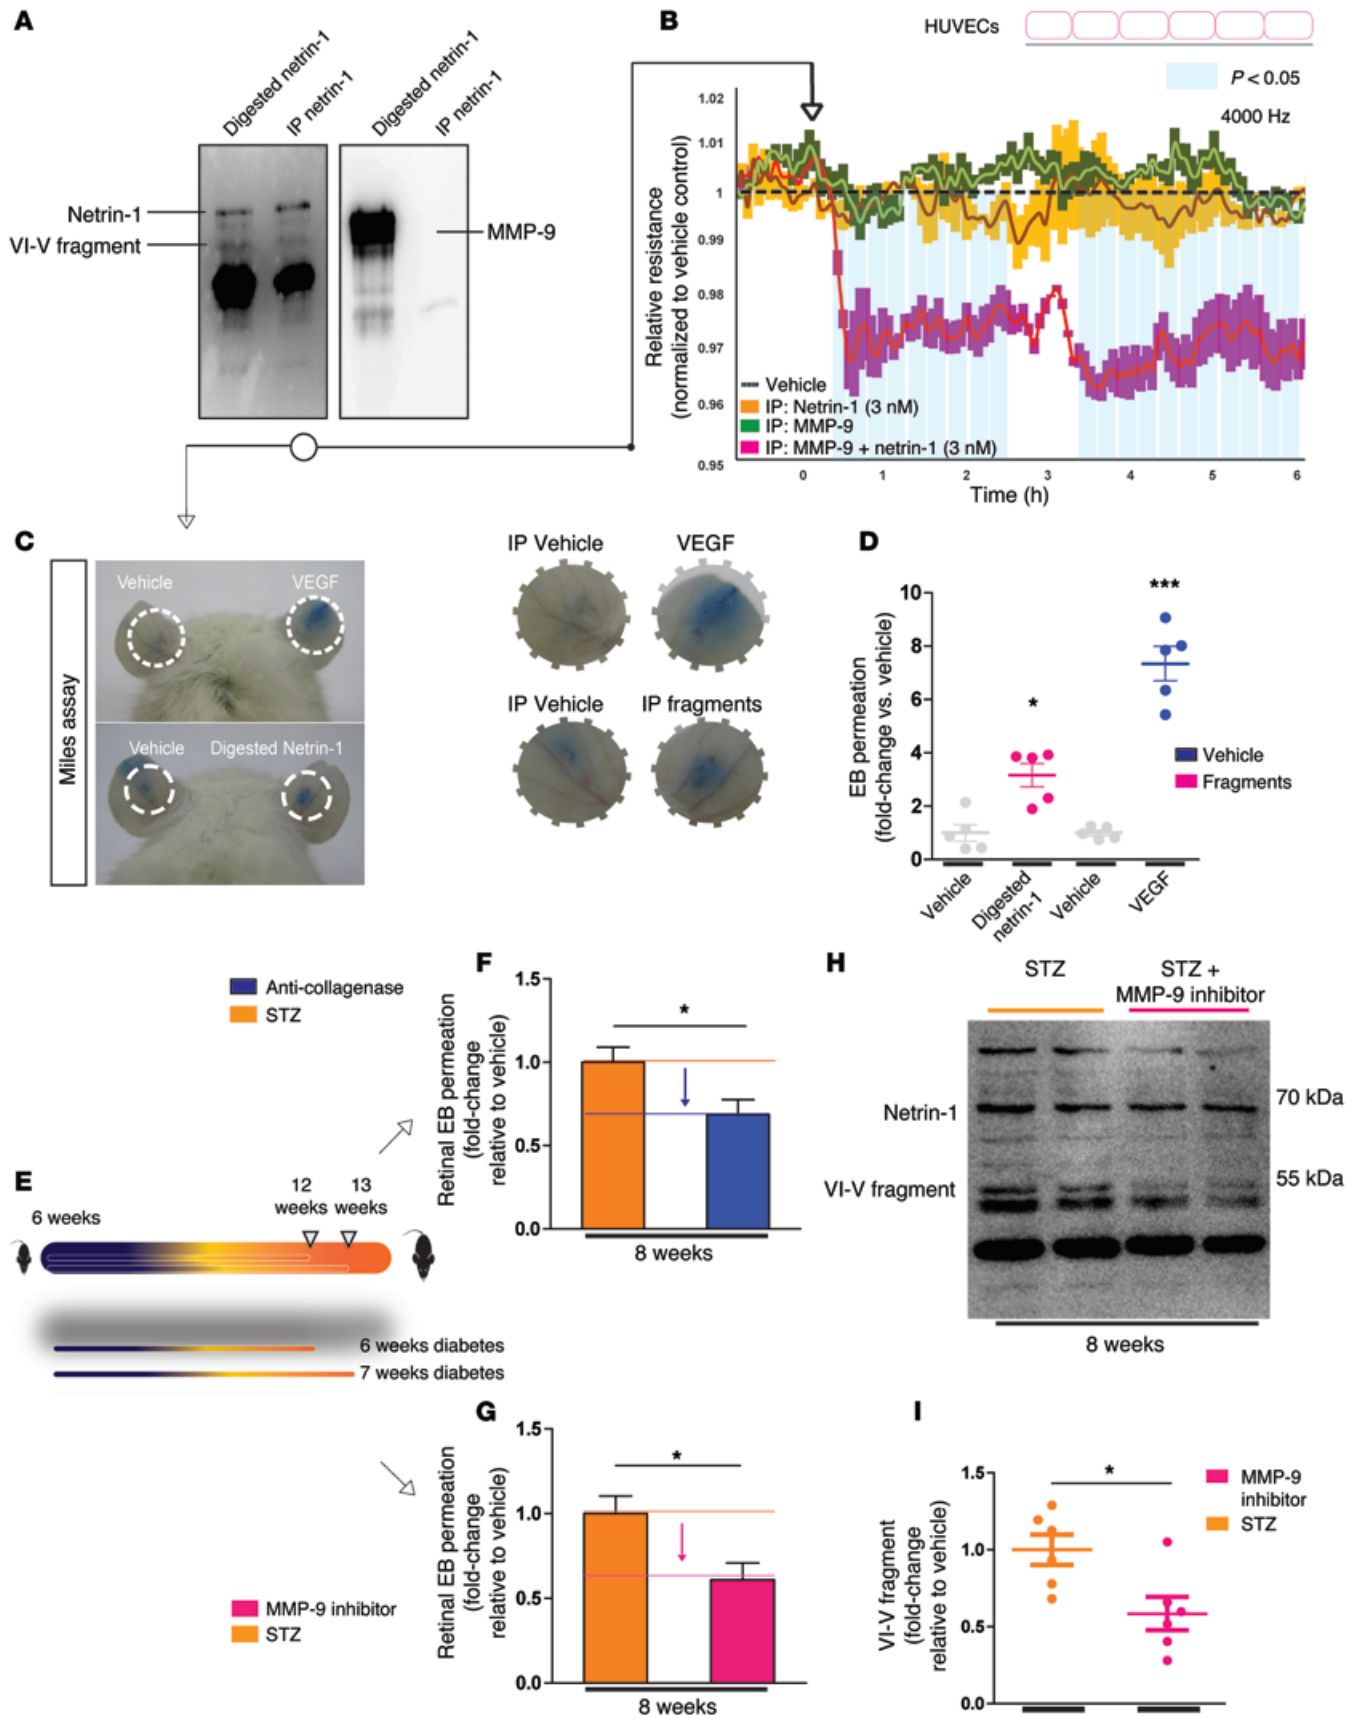 A
Digested netrin-1
IP netrin-1
Digested netrin-1
IP netrin-1
Netrin-1
VI-V fragment
MMP-9
B
HUVECs
P < 0.05
4000 Hz
Relative resistance
(normalized to vehicle control)
1.02
1.01
1
0.99
0.98
0.97
0.96
0.95
Vehicle
IP: Netrin-1 (3 nM)
IP: MMP-9
IP: MMP-9 + netrin-1 (3 nM)
0 1 2 3 4 5 6
Time (h)
C
Miles assay
Vehicle
VEGF
Vehicle
Digested Netrin-1
IP Vehicle
VEGF
IP Vehicle
IP fragments
D
EB permeation
(fold-change vs. vehicle)
10
8
6
4
2
0
*
***
Vehicle
Fragments
Vehicle
Digested
netrin-1
Vehicle
VEGF
E
6 weeks
12
weeks
13
weeks
6 weeks diabetes
7 weeks diabetes
F
Anti-collagenase
STZ
Retinal EB permeation
(fold-change
relative to vehicle)
1.5
1.0
0.5
0.0
*
8 weeks
G
MMP-9 inhibitor
STZ
Retinal EB permeation
(fold-change
relative to vehicle)
1.5
1.0
0.5
0.0
*
8 weeks
H
STZ
STZ +
MMP-9 inhibitor
Netrin-1
VI-V fragment
70 kDa
55 kDa
8 weeks
I
VI-V fragment
(fold-change
relative to vehicle)
1.5
1.0
0.5
0.0
*
MMP-9
inhibitor
STZ